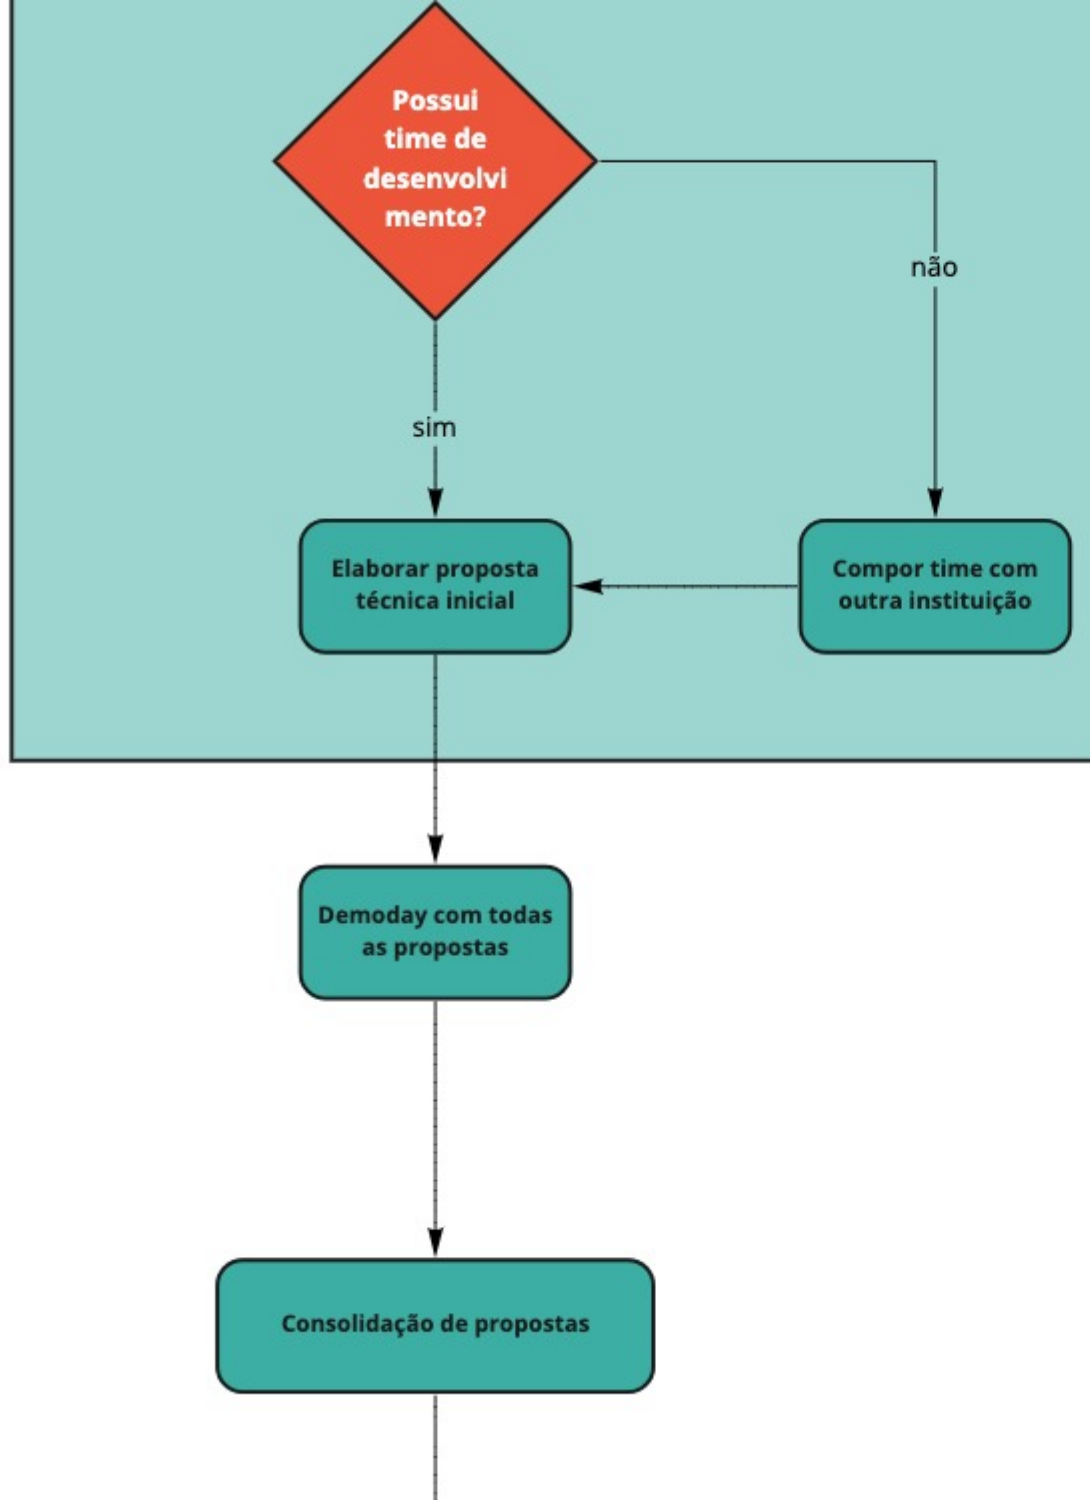 Possui
time de
desenvolvi
mento?
não
sim
Elaborar proposta
técnica inicial
Compor time com
outra instituição
Demoday com todas
as propostas
Consolidação de propostas